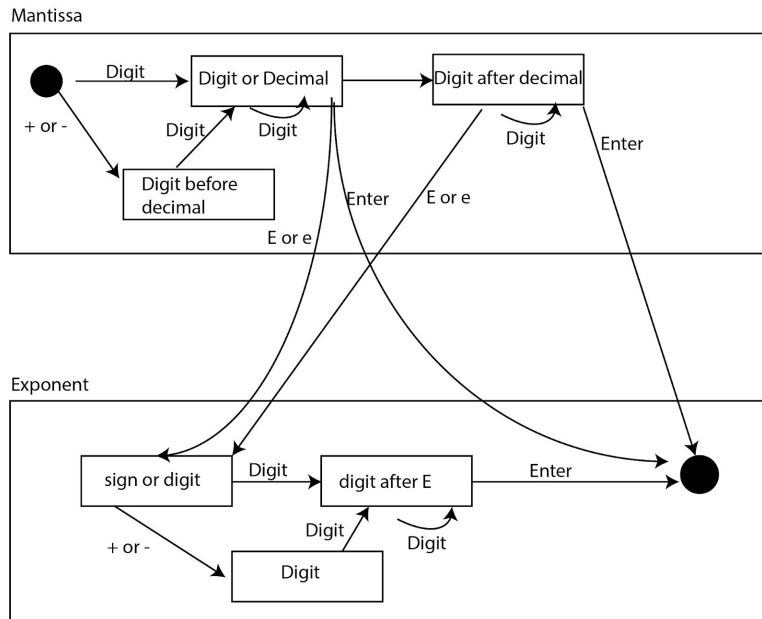 Mantissa
Digit
Digit or Decimal
Digit after decimal
+ or -
Digit
Digit
Digit
Enter
Digit before
decimal
Enter
E or e
E or e
Exponent
sign or digit
Digit
digit after E
Enter
+ or -
Digit
Digit
Digit